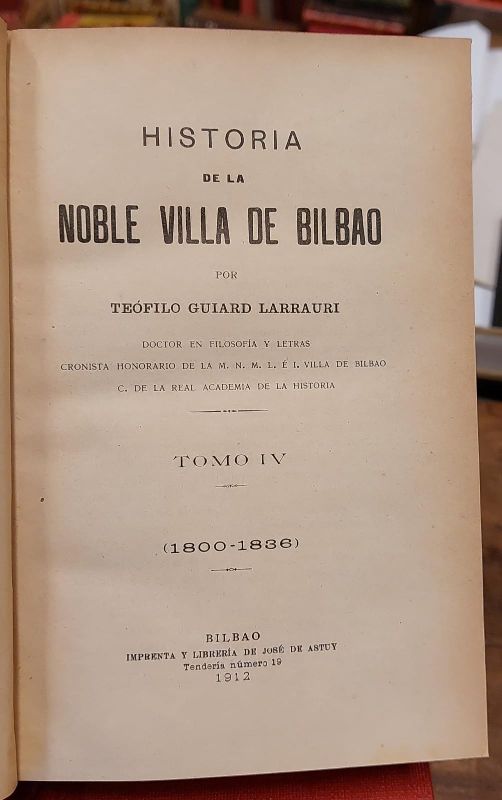 HISTORIA
DE LA
NOBLE VILLA DE BILBAO
POR
TEÓFILO GUIARD LARRAURI
DOCTOR EN FILOSOFÍA Y LETRAS
CRONISTA HONORARIO DE LA M. N. M. L. É I. VILLA DE BILBAO
C. DE LA REAL ACADEMIA DE LA HISTORIA
TOMO IV
(1800-1836)
BILBAO
IMPRENTA Y LIBRERÍA DE JOSÉ DE ASTUY
Tendería número 19
1912